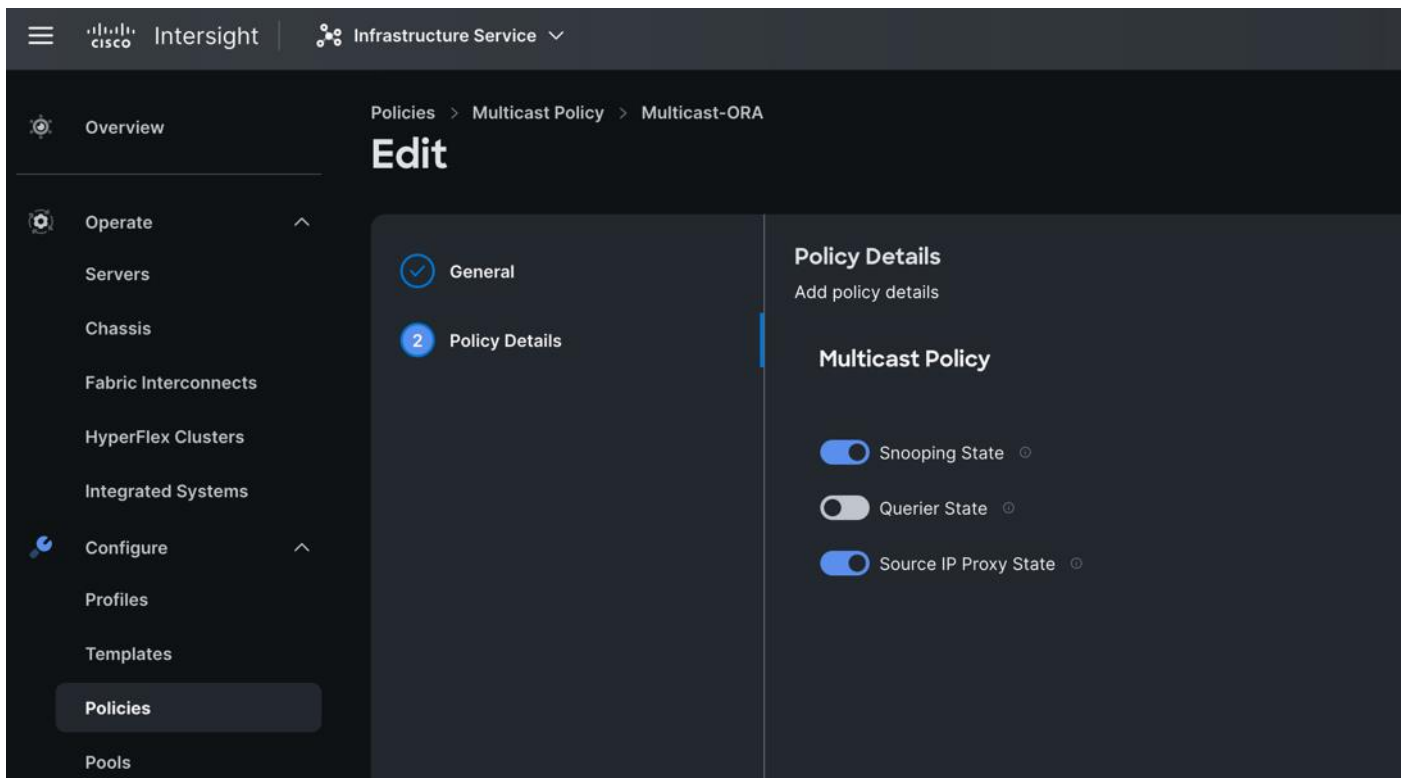 cisco Intersight Infrastructure Service
Overview
Operate
Servers
Chassis
Fabric Interconnects
HyperFlex Clusters
Integrated Systems
Configure
Profiles
Templates
Policies
Pools
Policies > Multicast Policy > Multicast-ORA
Edit
General
2 Policy Details
Policy Details
Add policy details
Multicast Policy
Snooping State
Querier State
Source IP Proxy State